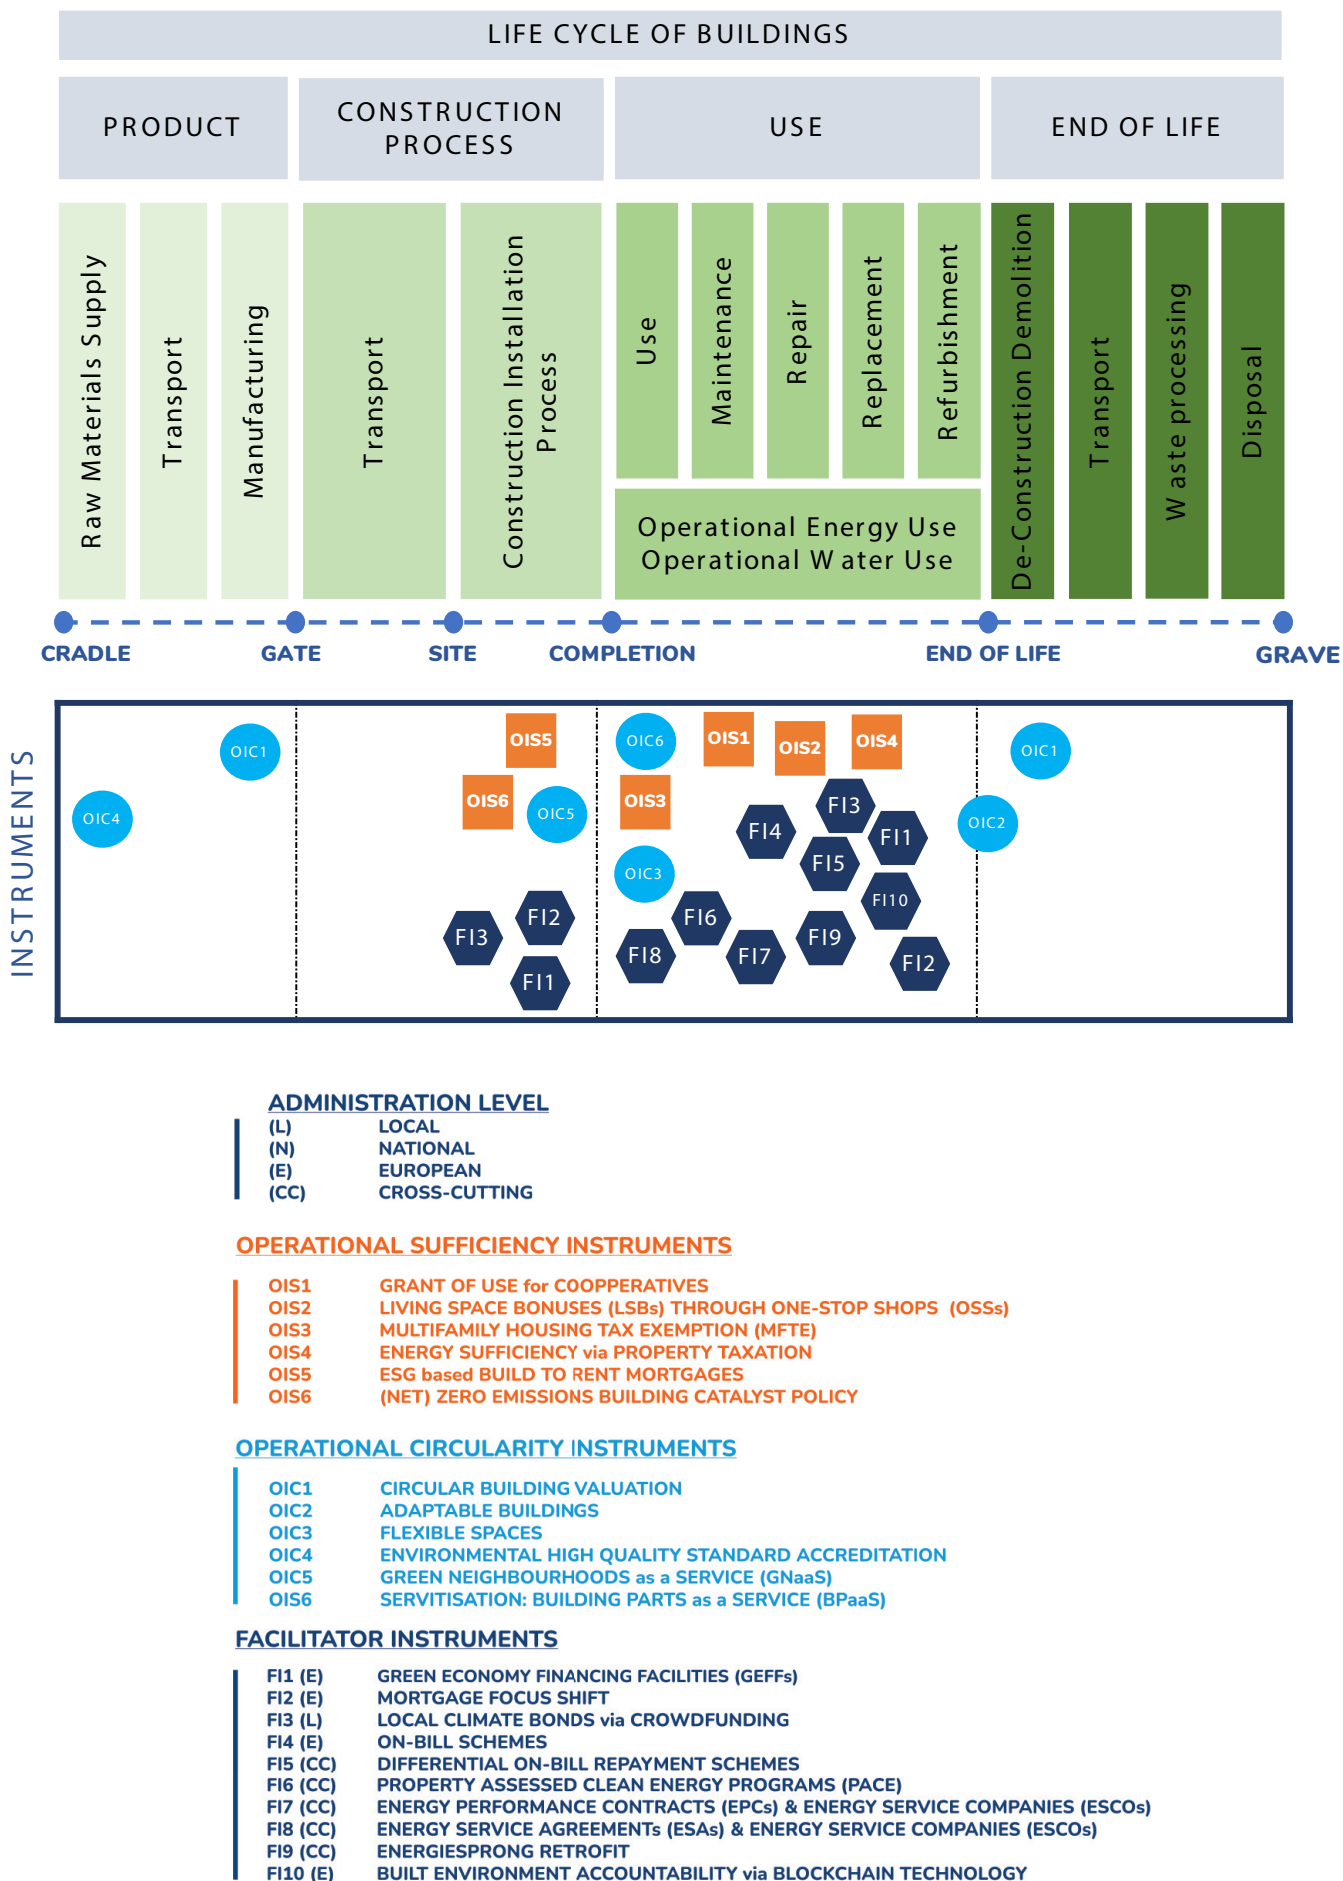 LIFE CYCLE OF BUILDINGS
PRODUCT
CONSTRUCTION
PROCESS
USE
END OF LIFE
Raw Materials Supply
Transport
Manufacturing
Transport
Construction Installation
Process
Use
Maintenance
Repair
Replacement
Refurbishment
Operational Energy Use
Operational Water Use
De-Construction Demolition
Transport
Waste processing
Disposal
CRADLE
GATE
SITE
COMPLETION
END OF LIFE
GRAVE
INSTRUMENTS
OIC4
OIC1
OIS5
OIS6
OIC5
FI3
FI2
FI1
OIC6
OIS1
OIS2
OIS4
OIS3
OIC3
FI4
FI3
FI1
FI5
FI10
FI6
FI8
FI7
FI9
FI2
OIC2
OIC1
ADMINISTRATION LEVEL
(L) LOCAL
(N) NATIONAL
(E) EUROPEAN
(CC) CROSS-CUTTING
OPERATIONAL SUFFICIENCY INSTRUMENTS
OIS1 GRANT OF USE for COOPPERATIVES
OIS2 LIVING SPACE BONUSES (LSBs) THROUGH ONE-STOP SHOPS (OSSs)
OIS3 MULTIFAMILY HOUSING TAX EXEMPTION (MFTE)
OIS4 ENERGY SUFFICIENCY via PROPERTY TAXATION
OIS5 ESG based BUILD TO RENT MORTGAGES
OIS6 (NET) ZERO EMISSIONS BUILDING CATALYST POLICY
OPERATIONAL CIRCULARITY INSTRUMENTS
OIC1 CIRCULAR BUILDING VALUATION
OIC2 ADAPTABLE BUILDINGS
OIC3 FLEXIBLE SPACES
OIC4 ENVIRONMENTAL HIGH QUALITY STANDARD ACCREDITATION
OIC5 GREEN NEIGHBOURHOODS as a SERVICE (GNaaS)
OIS6 SERVITISATION: BUILDING PARTS as a SERVICE (BPaaS)
FACILITATOR INSTRUMENTS
FI1 (E) GREEN ECONOMY FINANCING FACILITIES (GEFFs)
FI2 (E) MORTGAGE FOCUS SHIFT
FI3 (L) LOCAL CLIMATE BONDS via CROWDFUNDING
FI4 (E) ON-BILL SCHEMES
FI5 (CC) DIFFERENTIAL ON-BILL REPAYMENT SCHEMES
FI6 (CC) PROPERTY ASSESSED CLEAN ENERGY PROGRAMS (PACE)
FI7 (CC) ENERGY PERFORMANCE CONTRACTS (EPCs) & ENERGY SERVICE COMPANIES (ESCOs)
FI8 (CC) ENERGY SERVICE AGREEMENTs (ESAs) & ENERGY SERVICE COMPANIES (ESCOs)
FI9 (CC) ENERGIESPRONG RETROFIT
FI10 (E) BUILT ENVIRONMENT ACCOUNTABILITY via BLOCKCHAIN TECHNOLOGY